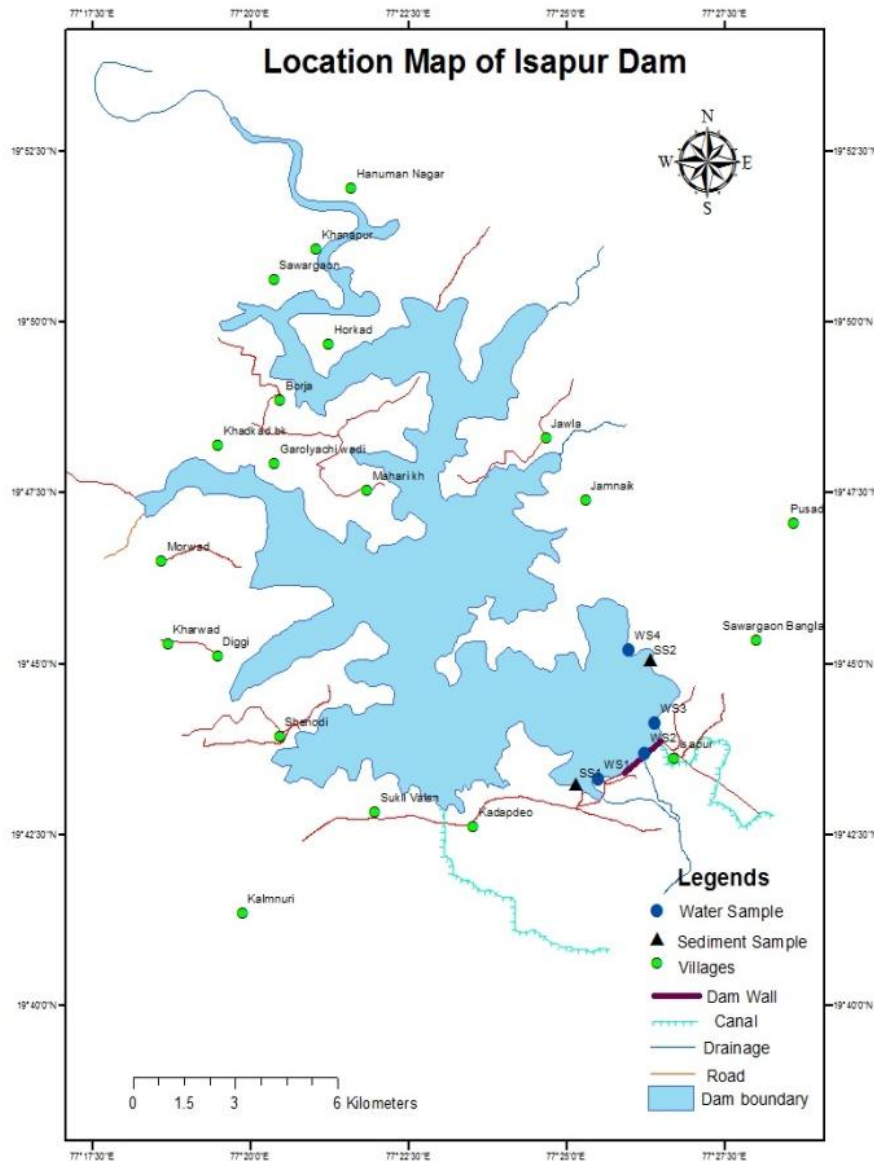 77°17'30"E 77°20'0"E 77°22'30"E 77°25'0"E 77°27'30"E
Location Map of Isapur Dam
N
W E
S
19°52'30"N 19°52'30"N
Hanuman Nagar
Khanapur
Sawargaon
19°50'0"N 19°50'0"N
Horkad
Borja
Khadkad.bk
Jawla
Garolyachiwadi
Mahari kh
19°47'30"N 19°47'30"N
Jamnaik
Pusad
Morwad
Kharwad
Diggi
Sawargaon Bangla
WS4
SS2
19°45'0"N 19°45'0"N
Shenodi
WS3
WS2
Isapur
SS1 WS1
Sukli Valen
Kadapdeo
19°42'30"N 19°42'30"N
Kalmnuri
Legends
Water Sample
Sediment Sample
Villages
Dam Wall
19°40'0"N 19°40'0"N
Canal
Drainage
Road
Dam boundary
0 1.5 3 6 Kilometers
77°17'30"E 77°20'0"E 77°22'30"E 77°25'0"E 77°27'30"E